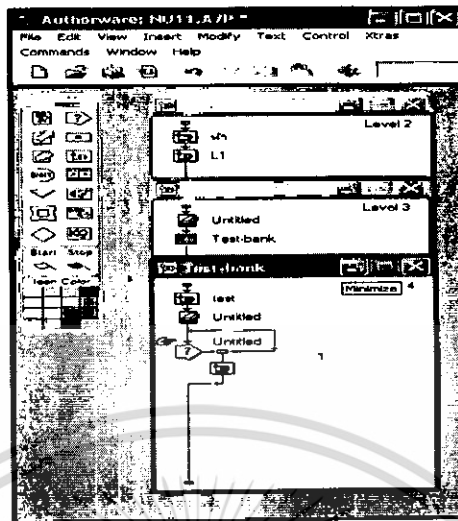 Authorware: NU11.A7P *
File Edit View Insert Modify Text Control Xtras
Commands Window Help
Level 2
L1
Level 3
Untitled
Test-bank
Test-bank
Minimize 4
test
Untitled
Untitled
?
Start Stop
Icon Color